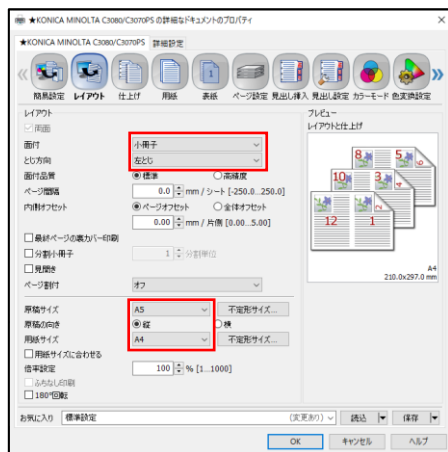 ★KONICA MINOLTA C3080/C3070PS の詳細なドキュメントのプロパティ
★KONICA MINOLTA C3080/C3070PS 詳細設定
簡易設定 レイアウト 仕上げ 用紙 表紙 ページ設定 見出し挿入 見出し設定 カラーモード 色変換設定
レイアウト
両面
面付 小冊子
とじ方向 左とじ
面付品質 標準 高精度
ページ間隔 0.0 mm / シート [-250.0...250.0]
内側オフセット ページオフセット 全体オフセット
0.00 mm / 片側 [0.00...5.00]
最終ページの裏カバー印刷
分割小冊子 1 分割単位
見開き
ページ割付 オフ
原稿サイズ A5 不定形サイズ...
原稿の向き 縦 横
用紙サイズ A4 不定形サイズ...
用紙サイズに合わせる
倍率設定 100 % [1...1000]
ふちなし印刷
180°回転
プレビュー
レイアウトと仕上げ
8 5
10 3
12 1
A4
210.0x297.0 mm
お気に入り 標準設定 (変更あり) 読込 保存
OK キャンセル ヘルプ